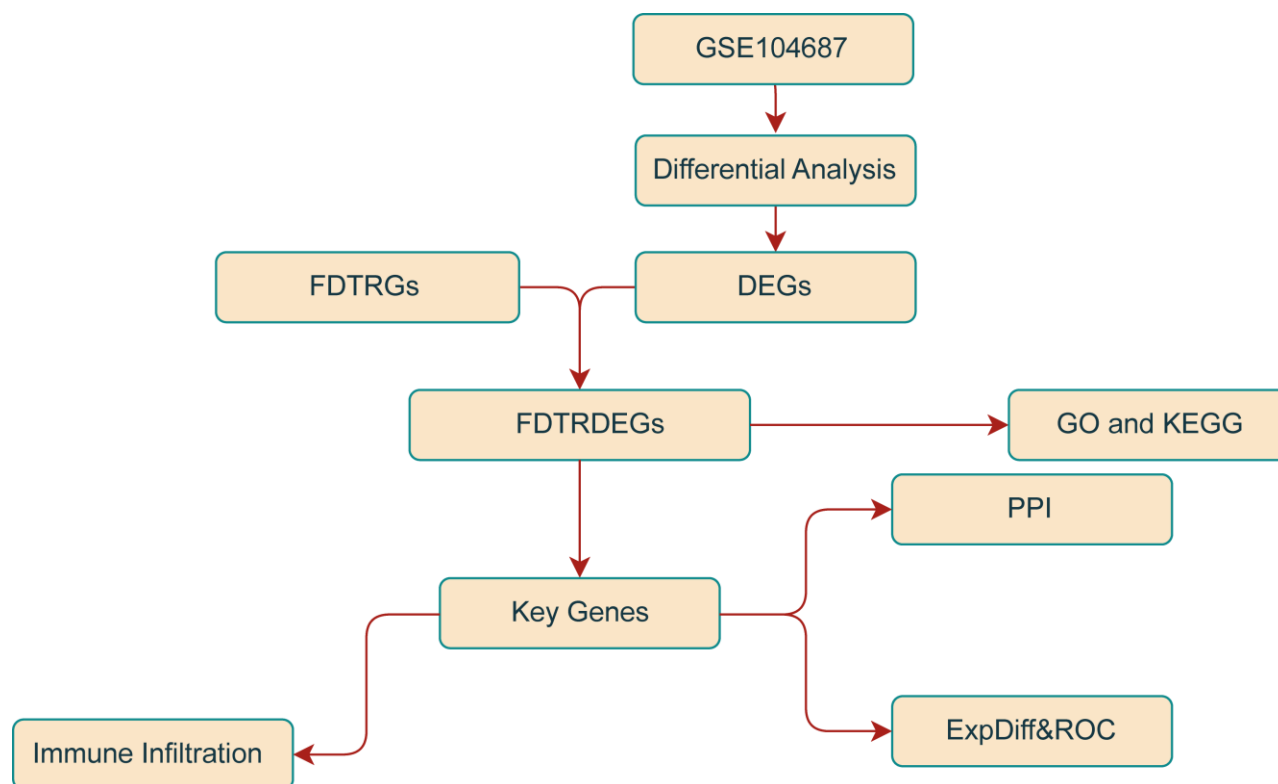 GSE104687
Differential Analysis
FDTRGs
DEGs
FDTRDEGs
GO and KEGG
PPI
Key Genes
ExpDiff&ROC
Immune Infiltration